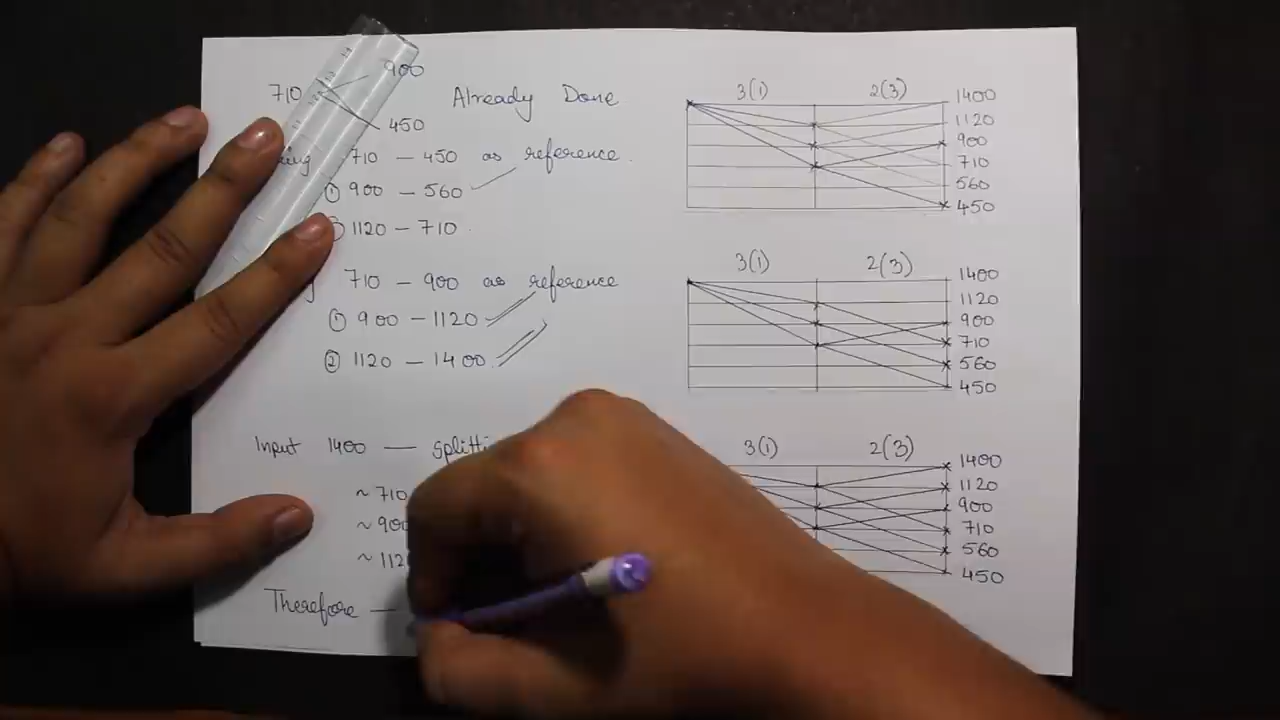 900
710 Already Done
450
710 – 450 as reference.
① 900 – 560
1120 – 710
710 – 900 as reference
① 900 – 1120
② 1120 – 1400
Input 1400 —
~ 710
~ 900
~ 112
Therefore —
3(1) 2(3)
1400
1120
900
710
560
450
3(1) 2(3)
1400
1120
900
710
560
450
3(1) 2(3)
1400
1120
900
710
560
450